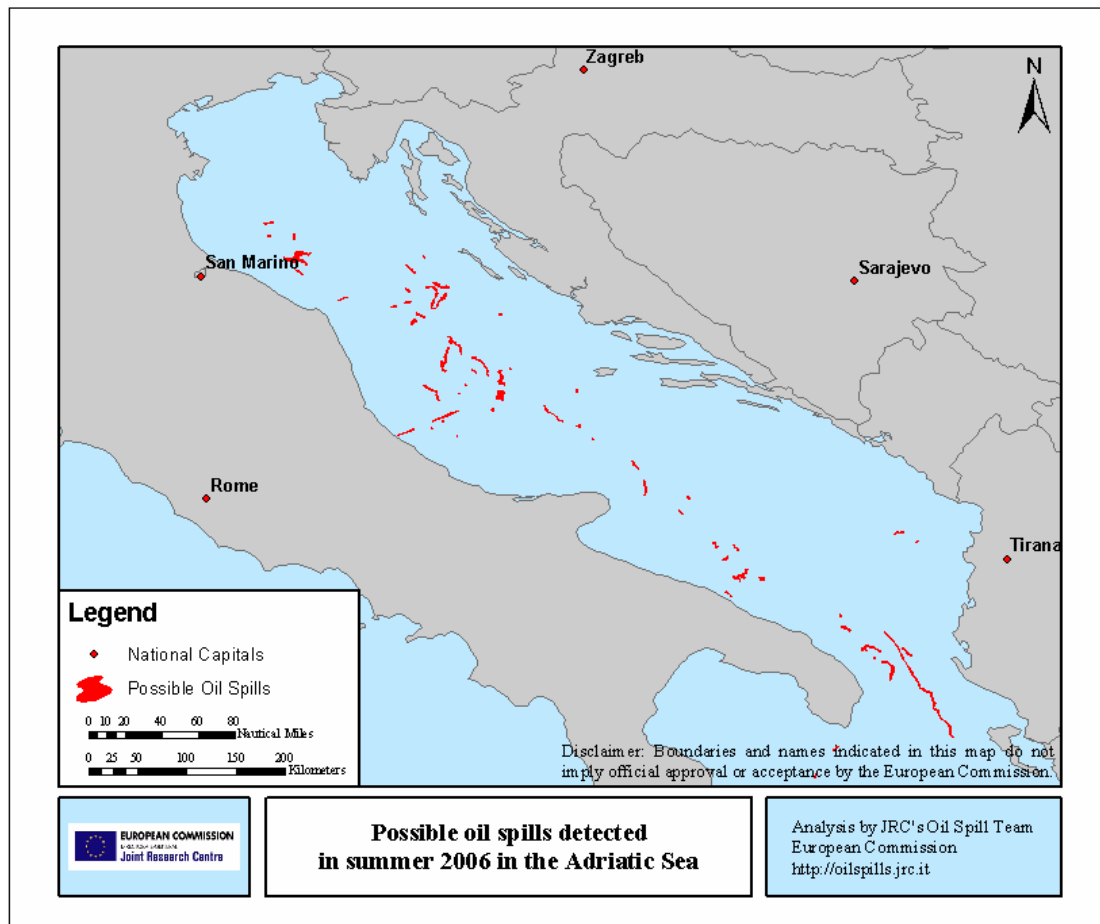 Zagreb
N
San Marino
Sarajevo
Rome
Tirana
Legend
National Capitals
Possible Oil Spills
0 10 20 40 60 80
Nautical Miles
0 25 50 100 150 200
Kilometers
Disclaimer: Boundaries and names indicated in this map do not
imply official approval or acceptance by the European Commission.
EUROPEAN COMMISSION
Joint Research Centre
Possible oil spills detected
in summer 2006 in the Adriatic Sea
Analysis by JRC's Oil Spill Team
European Commission
http://oilspills.jrc.it